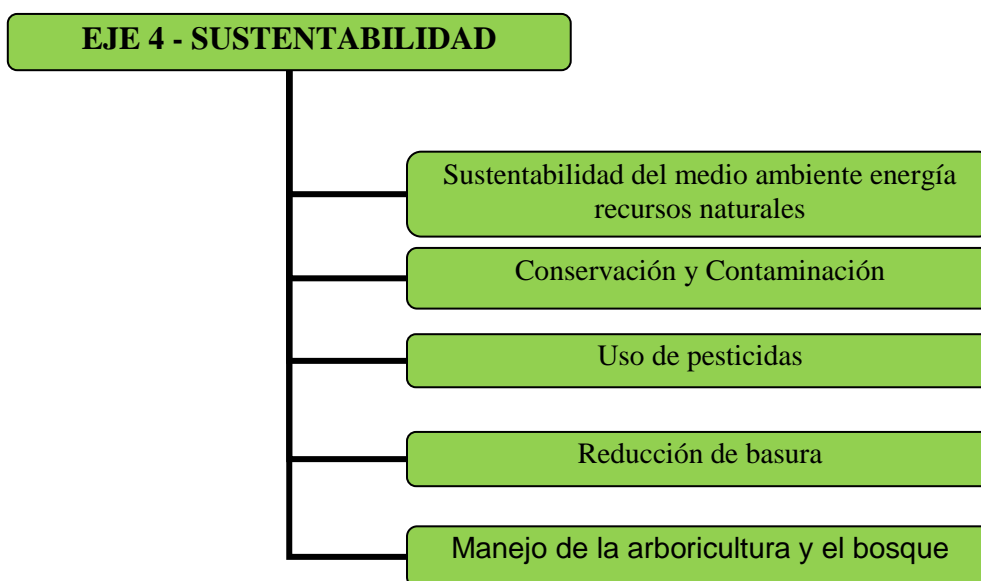 EJE 4 - SUSTENTABILIDAD
Sustentabilidad del medio ambiente energía
recursos naturales
Conservación y Contaminación
Uso de pesticidas
Reducción de basura
Manejo de la arboricultura y el bosque